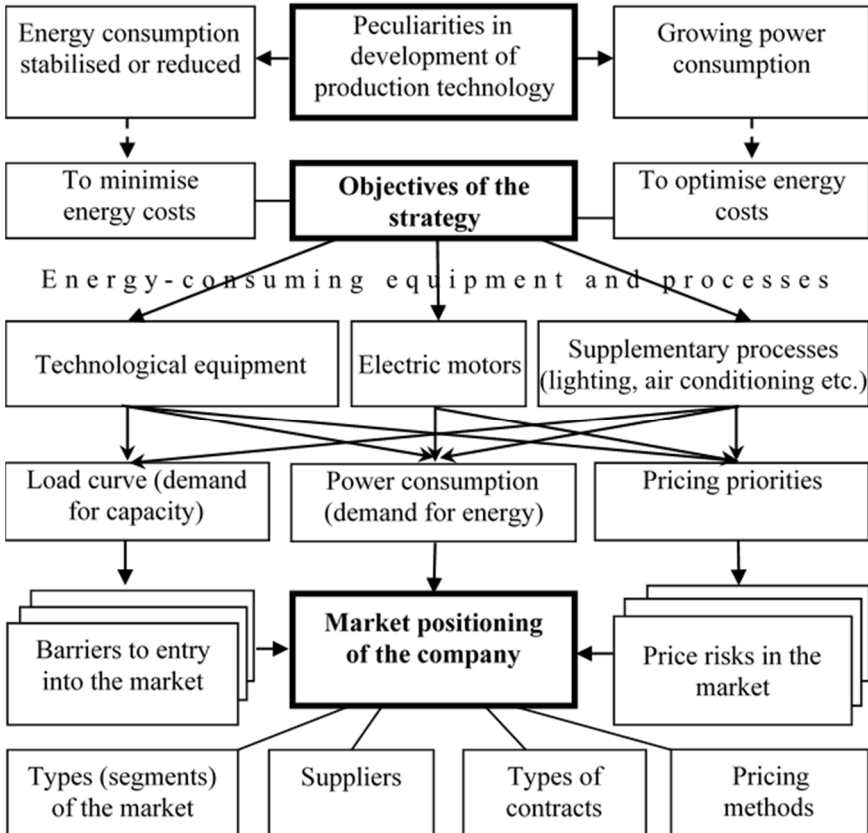 Energy consumption
stabilised or reduced
Peculiarities in
development of
production technology
Growing power
consumption
To minimise
energy costs
Objectives of the
strategy
To optimise energy
costs
Energy-consuming equipment and processes
Technological equipment
Electric motors
Supplementary processes
(lighting, air conditioning etc.)
Load curve (demand
for capacity)
Power consumption
(demand for energy)
Pricing priorities
Barriers to entry
into the market
Market positioning
of the company
Price risks in the
market
Types (segments)
of the market
Suppliers
Types of
contracts
Pricing
methods